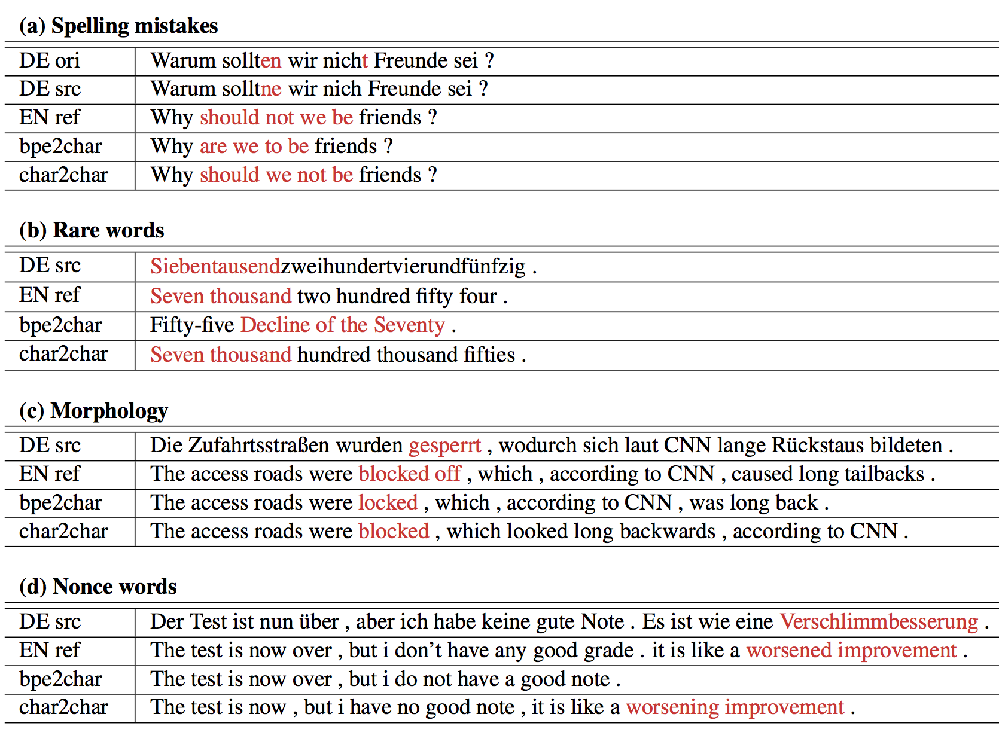 (a) Spelling mistakes
DE ori Warum sollten wir nicht Freunde sei ?
DE src Warum solltne wir nich Freunde sei ?
EN ref Why should not we be friends ?
bpe2char Why are we to be friends ?
char2char Why should we not be friends ?
(b) Rare words
DE src Siebentausendzweihundertvierundfünfzig .
EN ref Seven thousand two hundred fifty four .
bpe2char Fifty-five Decline of the Seventy .
char2char Seven thousand hundred thousand fifties .
(c) Morphology
DE src Die Zufahrtsstraßen wurden gesperrt , wodurch sich laut CNN lange Rückstaus bildeten .
EN ref The access roads were blocked off , which , according to CNN , caused long tailbacks .
bpe2char The access roads were locked , which , according to CNN , was long back .
char2char The access roads were blocked , which looked long backwards , according to CNN .
(d) Nonce words
DE src Der Test ist nun über , aber ich habe keine gute Note . Es ist wie eine Verschlimmbesserung .
EN ref The test is now over , but i don’t have any good grade . it is like a worsened improvement .
bpe2char The test is now over , but i do not have a good note .
char2char The test is now , but i have no good note , it is like a worsening improvement .